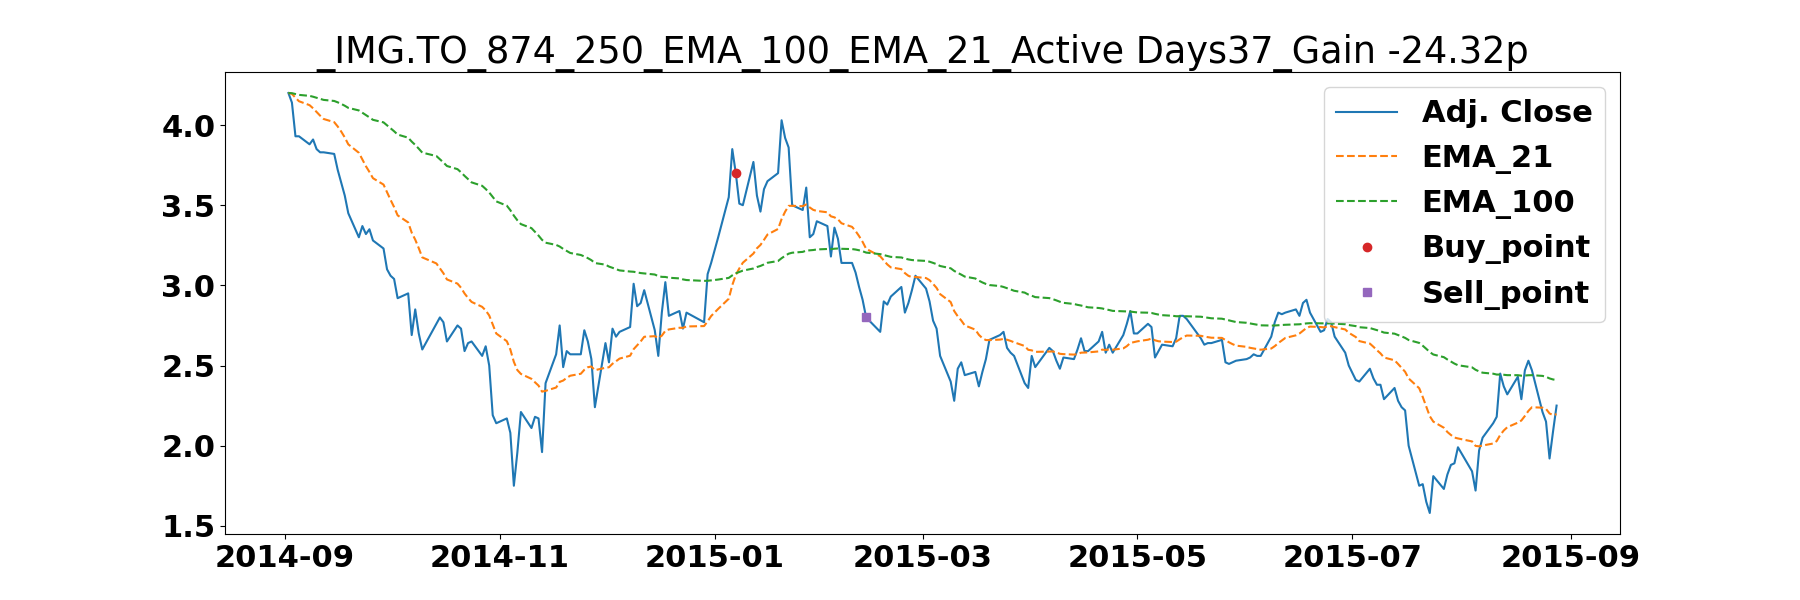 _IMG.TO_874_250_EMA_100_EMA_21_Active Days37_Gain -24.32p
Adj. Close
EMA_21
EMA_100
Buy_point
Sell_point
4.0
3.5
3.0
2.5
2.0
1.5
2014-09 2014-11 2015-01 2015-03 2015-05 2015-07 2015-09